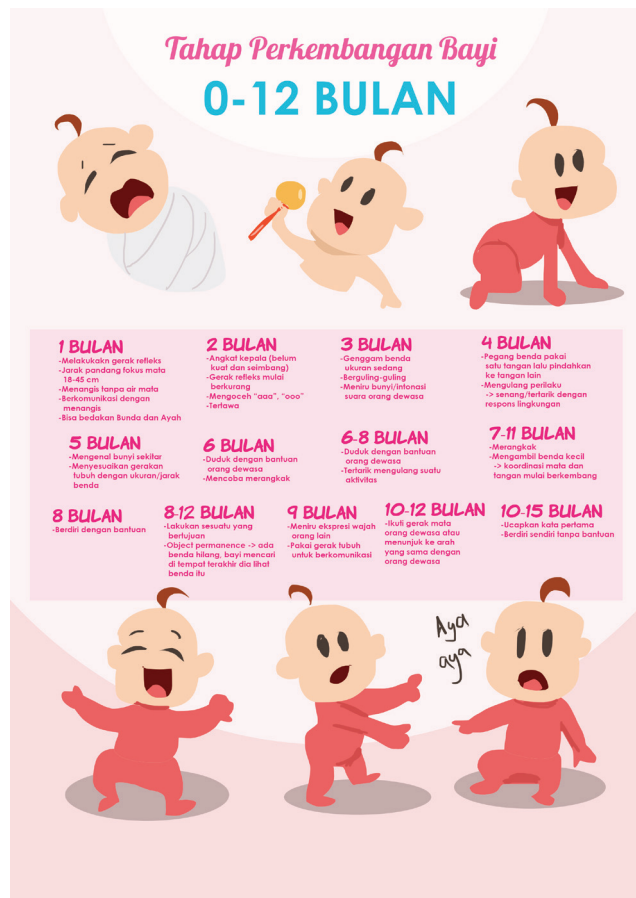 Tahap Perkembangan Bayi
0-12 BULAN
1 BULAN
-Melakukakn gerak refleks
-Jarak pandang fokus mata
18-45 cm
-Menangis tanpa air mata
-Berkomunikasi dengan
menangis
-Bisa bedakan Bunda dan Ayah
2 BULAN
-Angkat kepala (belum
kuat dan seimbang)
-Gerak refleks mulai
berkurang
-Mengoceh "aaa", "ooo"
-Tertawa
3 BULAN
-Genggam benda
ukuran sedang
-Berguling-guling
-Meniru bunyi/intonasi
suara orang dewasa
4 BULAN
-Pegang benda pakai
satu tangan lalu pindahkan
ke tangan lain
-Mengulang perilaku
-> senang/tertarik dengan
respons lingkungan
5 BULAN
-Mengenal bunyi sekitar
-Menyesuaikan gerakan
tubuh dengan ukuran/jarak
benda
6 BULAN
-Duduk dengan bantuan
orang dewasa
-Mencoba merangkak
6-8 BULAN
-Duduk dengan bantuan
orang dewasa
-Tertarik mengulang suatu
aktivitas
7-11 BULAN
-Merangkak
-Mengambil benda kecil
-> koordinasi mata dan
tangan mulai berkembang
8 BULAN
-Berdiri dengan bantuan
8-12 BULAN
-Lakukan sesuatu yang
bertujuan
-Object permanence -> ada
benda hilang, bayi mencari
di tempat terakhir dia lihat
benda itu
9 BULAN
-Meniru ekspresi wajah
orang lain
-Pakai gerak tubuh
untuk berkomunikasi
10-12 BULAN
-Ikuti gerak mata
orang dewasa atau
menunjuk ke arah
yang sama dengan
orang dewasa
10-15 BULAN
-Ucapkan kata pertama
-Berdiri sendiri tanpa bantuan
Aya
aya